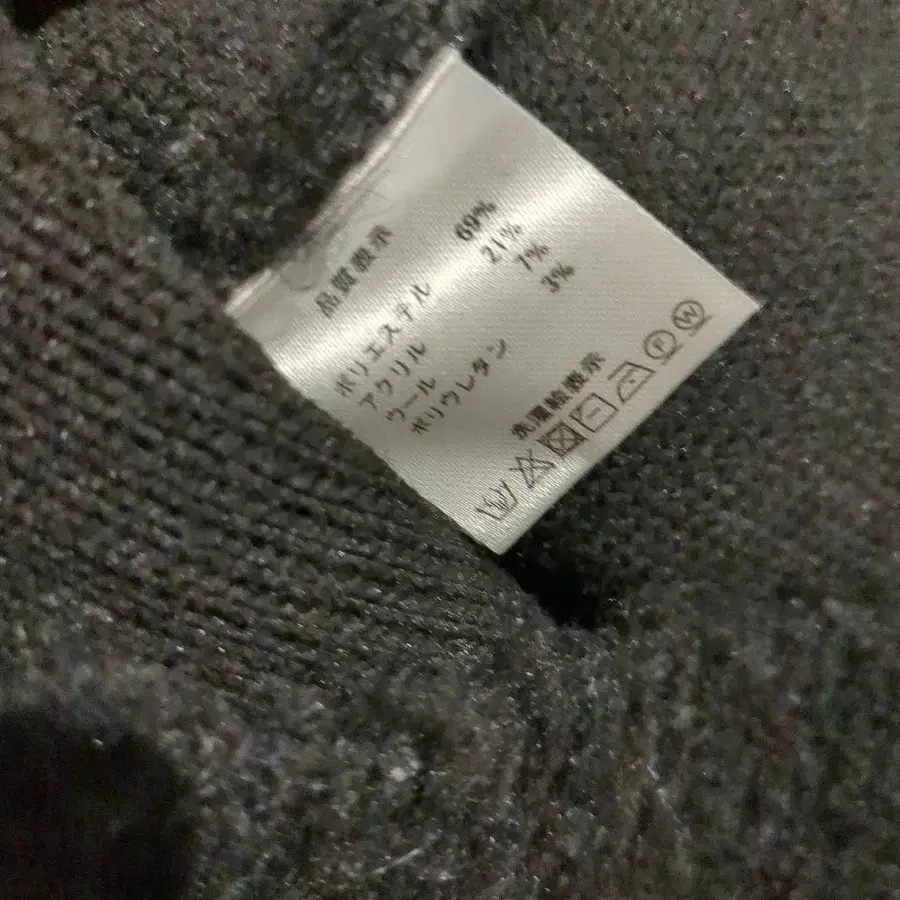 品質表示
ポリエステル 69%
アクリル 21%
ウール 7%
ポリウレタン 3%
洗濯絵表示
F W